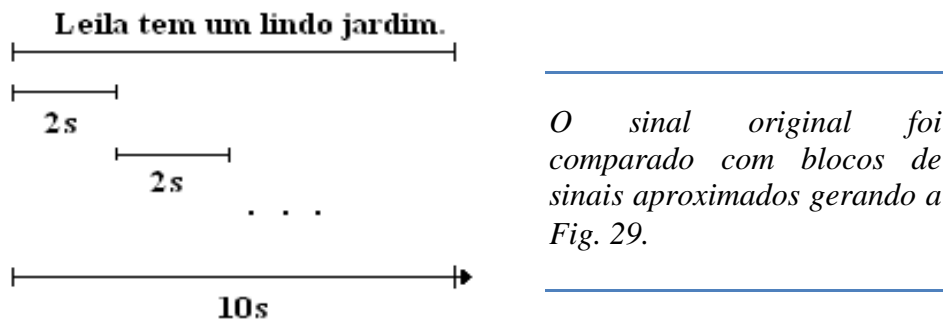 Leila tem um lindo jardim.
2s
2s
. . .
10s
O sinal original foi
comparado com blocos de
sinais aproximados gerando a
Fig. 29.